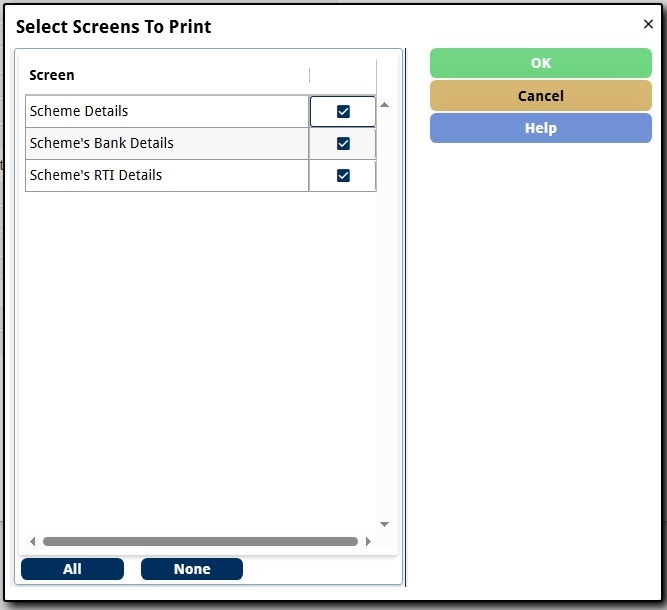 Select Screens To Print
×
Screen
Scheme Details
Scheme's Bank Details
Scheme's RTI Details
All
None
OK
Cancel
Help